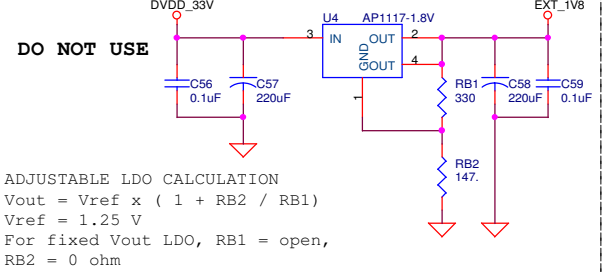 DVDD_33V
EXT_1V8
U4 AP1117-1.8V
DO NOT USE
3 IN OUT 2
GND
OUT 4
1
C56
0.1uF
C57
220uF
RB1
330
C58
220uF
C59
0.1uF
RB2
147.
ADJUSTABLE LDO CALCULATION
Vout = Vref x ( 1 + RB2 / RB1)
Vref = 1.25 V
For fixed Vout LDO, RB1 = open,
RB2 = 0 ohm